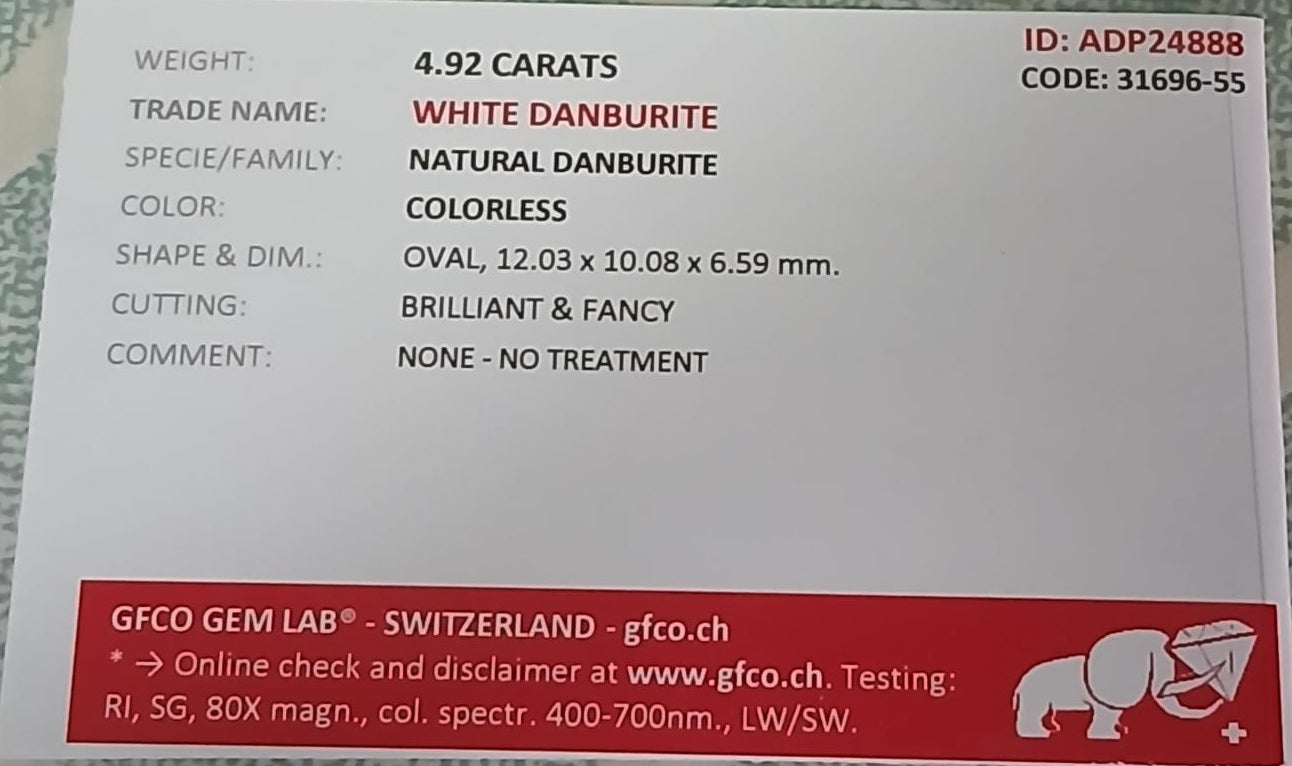 ID: ADP24888
CODE: 31696-55
WEIGHT: 4.92 CARATS
TRADE NAME: WHITE DANBURITE
SPECIE/FAMILY: NATURAL DANBURITE
COLOR: COLORLESS
SHAPE & DIM.: OVAL, 12.03 x 10.08 x 6.59 mm.
CUTTING: BRILLIANT & FANCY
COMMENT: NONE - NO TREATMENT
GFCO GEM LAB® - SWITZERLAND - gfco.ch
* → Online check and disclaimer at www.gfco.ch. Testing:
RI, SG, 80X magn., col. spectr. 400-700nm., LW/SW.